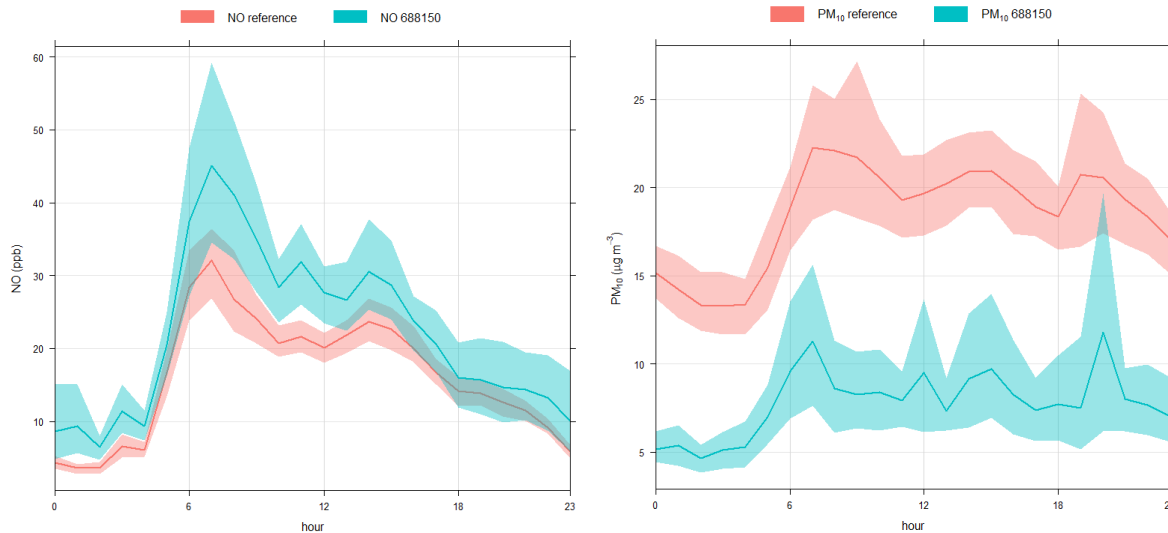 NO reference NO 688150
60
50
40
30
20
10
NO (ppb)
0 6 12 18 23
hour
PM₁₀ reference PM₁₀ 688150
25
20
15
10
5
PM₁₀ (μg m⁻³)
0 6 12 18 2
hour